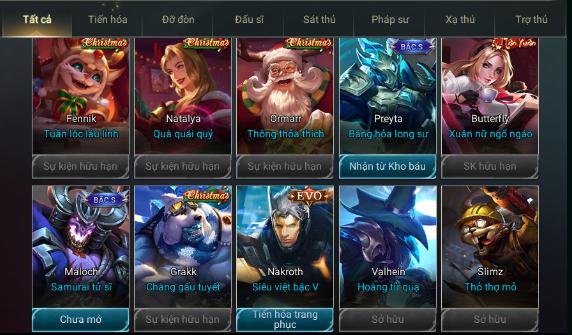 Tất cả Tiến hóa Đỡ đòn Đấu sĩ Sát thủ Pháp sư Xạ thủ Trợ thủ
Christmas Christmas Christmas BẬC S Tân Xuân
Fennik Natalya Ormarr Preyta Butterfly
Tuần lộc láu lỉnh Quà quái quỷ Thông thỏa thích Băng hỏa long sư Xuân nữ ngổ ngáo
Sự kiện hữu hạn Sự kiện hữu hạn Sự kiện hữu hạn Nhận từ Kho báu SK hữu hạn
BẬC S Christmas EVO
Maloch Grakk Nakroth Valhein Slimz
Samurai tử sĩ Chàng gấu tuyết Siêu việt bậc V Hoàng tử quạ Thỏ thợ mỏ
Chưa mở Sự kiện hữu hạn Tiến hóa trang Sở hữu Sở hữu
phục